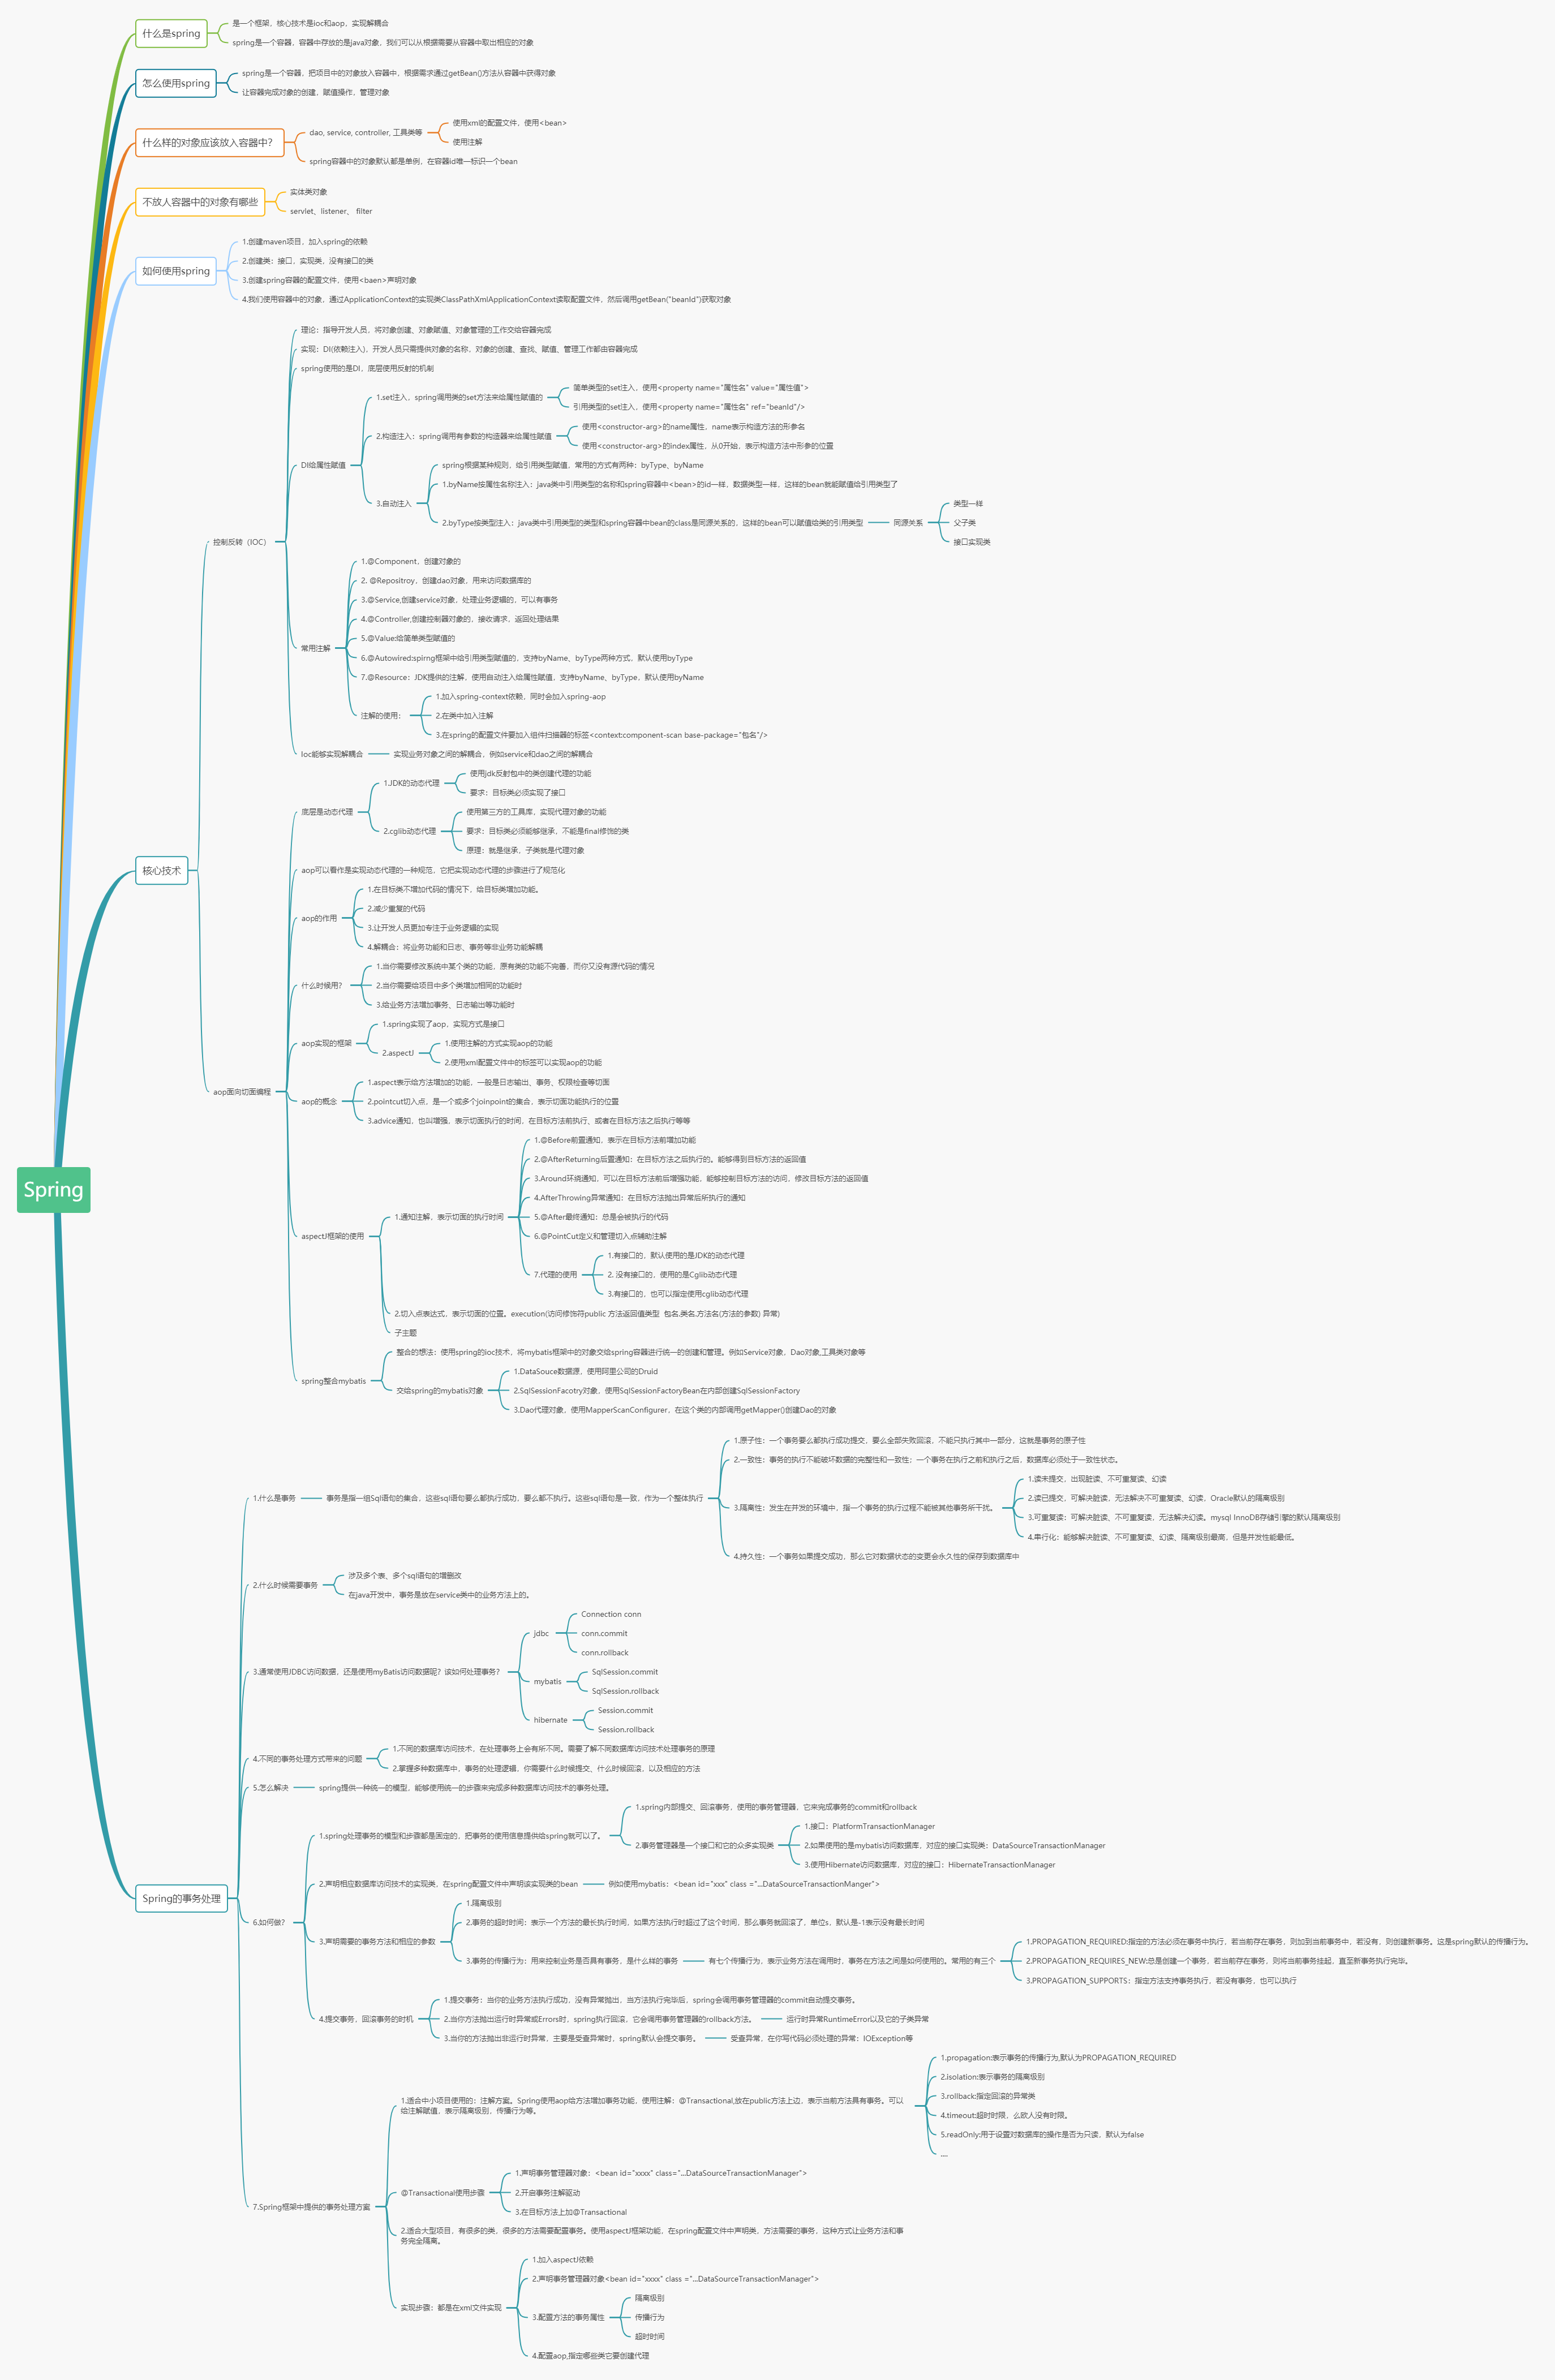 什么是spring
是一个框架，核心技术是ioc和aop，实现解耦合
spring是一个容器，容器中存放的是java对象，我们可以从根据需要从容器中取出相应的对象
怎么使用spring
spring是一个容器，把项目中的对象放入容器中，根据需求通过getBean()方法从容器中获得对象
让容器完成对象的创建，赋值操作，管理对象
什么样的对象应该放入容器中?
dao, service, controller, 工具类等
使用xml的配置文件，使用<bean>
使用注解
spring容器中的对象默认都是单例，在容器id唯一标识一个bean
不放人容器中的对象有哪些
实体类对象
servlet、listener、 filter
如何使用spring
1.创建maven项目，加入spring的依赖
2.创建类：接口，实现类，没有接口的类
3.创建spring容器的配置文件，使用<baen>声明对象
4.我们使用容器中的对象，通过ApplicationContext的实现类ClassPathXmlApplicationContext读取配置文件，然后调用getBean("beanId")获取对象
核心技术
控制反转（IOC）
理论：指导开发人员，将对象创建、对象赋值、对象管理的工作交给容器完成
实现：DI(依赖注入)，开发人员只需提供对象的名称，对象的创建、查找、赋值、管理工作都由容器完成
spring使用的是DI，底层使用反射的机制
DI给属性赋值
1.set注入，spring调用类的set方法来给属性赋值的
简单类型的set注入，使用<property name="属性名" value="属性值">
引用类型的set注入，使用<property name="属性名" ref="beanId"/>
2.构造注入：spring调用有参数的构造器来给属性赋值
使用<constructor-arg>的name属性，name表示构造方法的形参名
使用<constructor-arg>的index属性，从0开始，表示构造方法中形参的位置
3.自动注入
spring根据某种规则，给引用类型赋值，常用的方式有两种：byType、byName
1.byName按属性名称注入：java类中引用类型的名称和spring容器中<bean>的id一样，数据类型一样，这样的bean就能赋值给引用类型了
2.byType按类型注入：java类中引用类型的类型和spring容器中bean的class是同源关系的，这样的bean可以赋值给类的引用类型
同源关系
类型一样
父子类
接口实现类
常用注解
1.@Component，创建对象的
2. @Repositroy，创建dao对象，用来访问数据库的
3.@Service,创建service对象，处理业务逻辑的，可以有事务
4.@Controller,创建控制器对象的，接收请求，返回处理结果
5.@Value:给简单类型赋值的
6.@Autowired:spirng框架中给引用类型赋值的，支持byName、byType两种方式，默认使用byType
7.@Resource：JDK提供的注解，使用自动注入给属性赋值，支持byName、byType，默认使用byName
注解的使用：
1.加入spring-context依赖，同时会加入spring-aop
2.在类中加入注解
3.在spring的配置文件要加入组件扫描器的标签<context:component-scan base-package="包名"/>
Ioc能够实现解耦合
实现业务对象之间的解耦合，例如service和dao之间的解耦合
aop面向切面编程
底层是动态代理
1.JDK的动态代理
使用jdk反射包中的类创建代理的功能
要求：目标类必须实现了接口
2.cglib动态代理
使用第三方的工具库，实现代理对象的功能
要求：目标类必须能够继承，不能是final修饰的类
原理：就是继承，子类就是代理对象
aop可以看作是实现动态代理的一种规范，它把实现动态代理的步骤进行了规范化
aop的作用
1.在目标类不增加代码的情况下，给目标类增加功能。
2.减少重复的代码
3.让开发人员更加专注于业务逻辑的实现
4.解耦合：将业务功能和日志、事务等非业务功能解耦
什么时候用?
1.当你需要修改系统中某个类的功能，原有类的功能不完善，而你又没有源代码的情况
2.当你需要给项目中多个类增加相同的功能时
3.给业务方法增加事务、日志输出等功能时
aop实现的框架
1.spring实现了aop，实现方式是接口
2.aspectJ
1.使用注解的方式实现aop的功能
2.使用xml配置文件中的标签可以实现aop的功能
aop的概念
1.aspect表示给方法增加的功能，一般是日志输出、事务、权限检查等切面
2.pointcut切入点，是一个或多个joinpoint的集合，表示切面功能执行的位置
3.advice通知，也叫增强，表示切面执行的时间，在目标方法前执行、或者在目标方法之后执行等等
aspectJ框架的使用
1.通知注解，表示切面的执行时间
1.@Before前置通知，表示在目标方法前增加功能
2.@AfterReturning后置通知：在目标方法之后执行的。能够得到目标方法的返回值
3.Around环绕通知，可以在目标方法前后增强功能，能够控制目标方法的访问，修改目标方法的返回值
4.AfterThrowing异常通知：在目标方法抛出异常后所执行的通知
5.@After最终通知：总是会被执行的代码
6.@PointCut定义和管理切入点辅助注解
7.代理的使用
1.有接口的，默认使用的是JDK的动态代理
2. 没有接口的，使用的是Cglib动态代理
3.有接口的，也可以指定使用cglib动态代理
2.切入点表达式，表示切面的位置。execution(访问修饰符public 方法返回值类型 包名.类名.方法名(方法的参数) 异常)
子主题
spring整合mybatis
整合的想法：使用spring的ioc技术，将mybatis框架中的对象交给spring容器进行统一的创建和管理。例如Service对象，Dao对象,工具类对象等
交给spring的mybatis对象
1.DataSouce数据源，使用阿里公司的Druid
2.SqlSessionFacotry对象，使用SqlSessionFactoryBean在内部创建SqlSessionFactory
3.Dao代理对象，使用MapperScanConfigurer，在这个类的内部调用getMapper()创建Dao的对象
Spring
Spring的事务处理
1.什么是事务
事务是指一组Sql语句的集合，这些sql语句要么都执行成功，要么都不执行。这些sql语句是一致，作为一个整体执行
1.原子性：一个事务要么都执行成功提交，要么全部失败回滚，不能只执行其中一部分，这就是事务的原子性
2.一致性：事务的执行不能破坏数据的完整性和一致性；一个事务在执行之前和执行之后，数据库必须处于一致性状态。
3.隔离性：发生在并发的环境中，指一个事务的执行过程不能被其他事务所干扰。
1.读未提交，出现脏读、不可重复读、幻读
2.读已提交，可解决脏读，无法解决不可重复读、幻读，Oracle默认的隔离级别
3.可重复读：可解决脏读、不可重复读，无法解决幻读。mysql InnoDB存储引擎的默认隔离级别
4.串行化：能够解决脏读、不可重复读、幻读、隔离级别最高，但是并发性能最低。
4.持久性：一个事务如果提交成功，那么它对数据状态的变更会永久性的保存到数据库中
2.什么时候需要事务
涉及多个表、多个sql语句的增删改
在java开发中，事务是放在service类中的业务方法上的。
3.通常使用JDBC访问数据，还是使用myBatis访问数据呢？该如何处理事务?
jdbc
Connection conn
conn.commit
conn.rollback
mybatis
SqlSession.commit
SqlSession.rollback
hibernate
Session.commit
Session.rollback
4.不同的事务处理方式带来的问题
1.不同的数据库访问技术，在处理事务上会有所不同。需要了解不同数据库访问技术处理事务的原理
2.掌握多种数据库中，事务的处理逻辑，你需要什么时候提交、什么时候回滚，以及相应的方法
5.怎么解决
spring提供一种统一的模型，能够使用统一的步骤来完成多种数据库访问技术的事务处理。
6.如何做?
1.spring处理事务的模型和步骤都是固定的，把事务的使用信息提供给spring就可以了。
1.spring内部提交、回滚事务，使用的事务管理器，它来完成事务的commit和rollback
2.事务管理器是一个接口和它的众多实现类
1.接口：PlatformTransactionManager
2.如果使用的是mybatis访问数据库，对应的接口实现类：DataSourceTransactionManager
3.使用Hibernate访问数据库，对应的接口：HibernateTransactionManager
2.声明相应数据库访问技术的实现类，在spring配置文件中声明该实现类的bean
例如使用mybatis：<bean id="xxx" class ="...DataSourceTransactionManger">
3.声明需要的事务方法和相应的参数
1.隔离级别
2.事务的超时时间：表示一个方法的最长执行时间，如果方法执行时超过了这个时间，那么事务就回滚了，单位s，默认是-1表示没有最长时间
3.事务的传播行为：用来控制业务是否具有事务，是什么样的事务
有七个传播行为，表示业务方法在调用时，事务在方法之间是如何使用的。常用的有三个
1.PROPAGATION_REQUIRED:指定的方法必须在事务中执行，若当前存在事务，则加到当前事务中，若没有，则创建新事务。这是spring默认的传播行为。
2.PROPAGATION_REQUIRES_NEW:总是创建一个事务，若当前存在事务，则将当前事务挂起，直至新事务执行完毕。
3.PROPAGATION_SUPPORTS：指定方法支持事务执行，若没有事务，也可以执行
4.提交事务，回滚事务的时机
1.提交事务：当你的业务方法执行成功，没有异常抛出，当方法执行完毕后，spring会调用事务管理器的commit自动提交事务。
2.当你方法抛出运行时异常或Errors时，spring执行回滚，它会调用事务管理器的rollback方法。
运行时异常RuntimeError以及它的子类异常
3.当你的方法抛出非运行时异常，主要是受查异常时，spring默认会提交事务。
受查异常，在你写代码必须处理的异常：IOException等
7.Spring框架中提供的事务处理方案
1.适合中小项目使用的：注解方案。Spring使用aop给方法增加事务功能，使用注解：@Transactional,放在public方法上边，表示当前方法具有事务。可以
给注解赋值，表示隔离级别，传播行为等。
1.propagation:表示事务的传播行为,默认为PROPAGATION_REQUIRED
2.isolation:表示事务的隔离级别
3.rollback:指定回滚的异常类
4.timeout:超时时限，么欧人没有时限。
5.readOnly:用于设置对数据库的操作是否为只读，默认为false
....
@Transactional使用步骤
1.声明事务管理器对象：<bean id="xxxx" class="...DataSourceTransactionManager">
2.开启事务注解驱动
3.在目标方法上加@Transactional
2.适合大型项目，有很多的类，很多的方法需要配置事务。使用aspectJ框架功能，在spring配置文件中声明类，方法需要的事务，这种方式让业务方法和事
务完全隔离。
实现步骤：都是在xml文件实现
1.加入aspectJ依赖
2.声明事务管理器对象<bean id="xxxx" class ="...DataSourceTransactionManager">
3.配置方法的事务属性
隔离级别
传播行为
超时时间
4.配置aop,指定哪些类它要创建代理